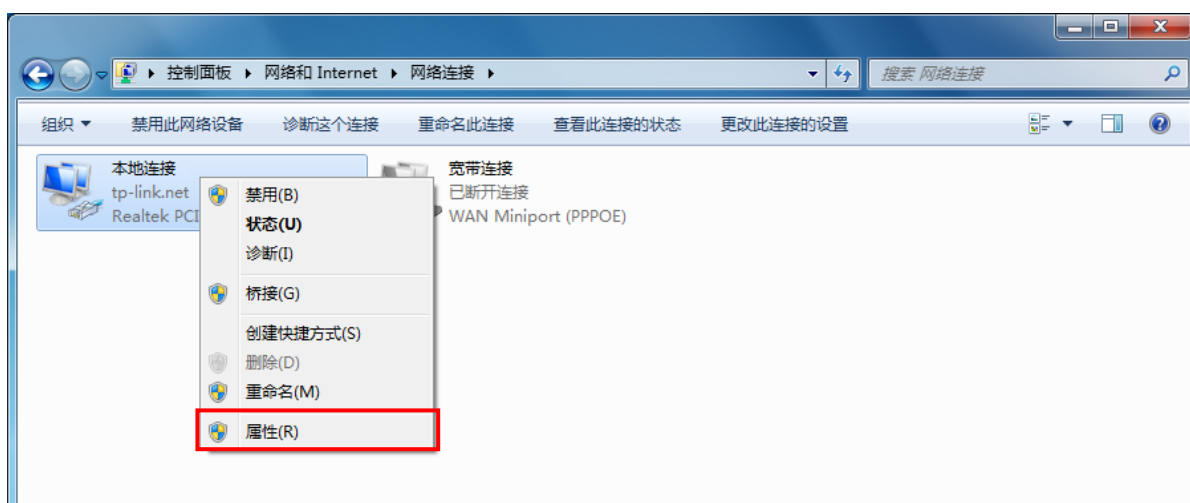 控制面板 网络和 Internet 网络连接
搜索 网络连接
组织 禁用此网络设备 诊断这个连接 重命名此连接 查看此连接的状态 更改此连接的设置
本地连接
tp-link.net
Realtek PCI
宽带连接
已断开连接
WAN Miniport (PPPOE)
禁用(B)
状态(U)
诊断(I)
桥接(G)
创建快捷方式(S)
删除(D)
重命名(M)
属性(R)